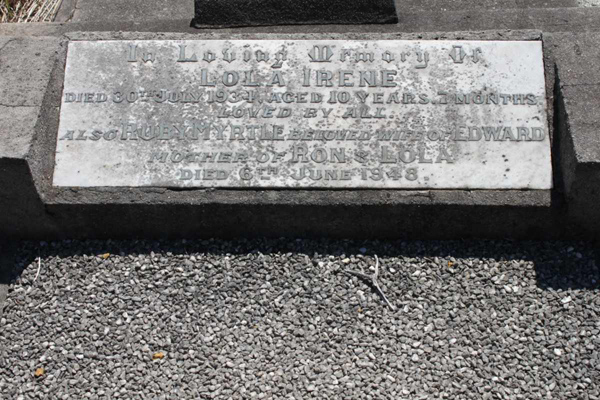 In Loving Memory Of
LOLA IRENE
DIED 30TH JULY 1934, AGED 10 YEARS, 7 MONTHS.
LOVED BY ALL.
ALSO RUBY MYRTLE BELOVED WIFE OF EDWARD
MOTHER OF RON & LOLA
DIED 6TH JUNE 1948.